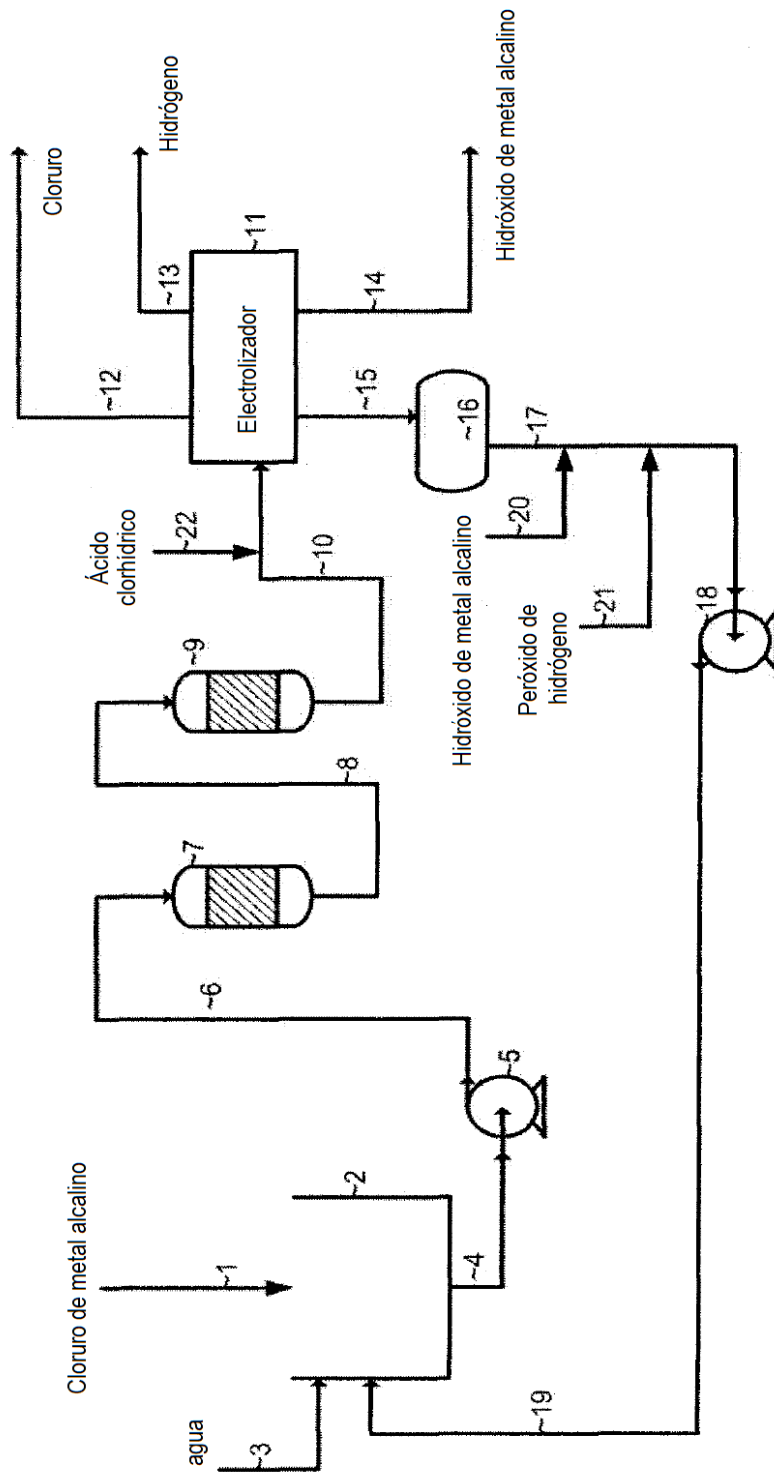 Cloruro de metal alcalino
agua
~1
~2
~3
~4
~5
~6
~7
~8
~9
~10
Ácido
clorhídrico
~22
Electrolizador
~11
~12
Cloruro
~13
Hidrógeno
~14
Hidróxido de metal alcalino
~15
~16
~17
Hidróxido de metal alcalino
~20
Peróxido de
hidrógeno
~21
~18
~19